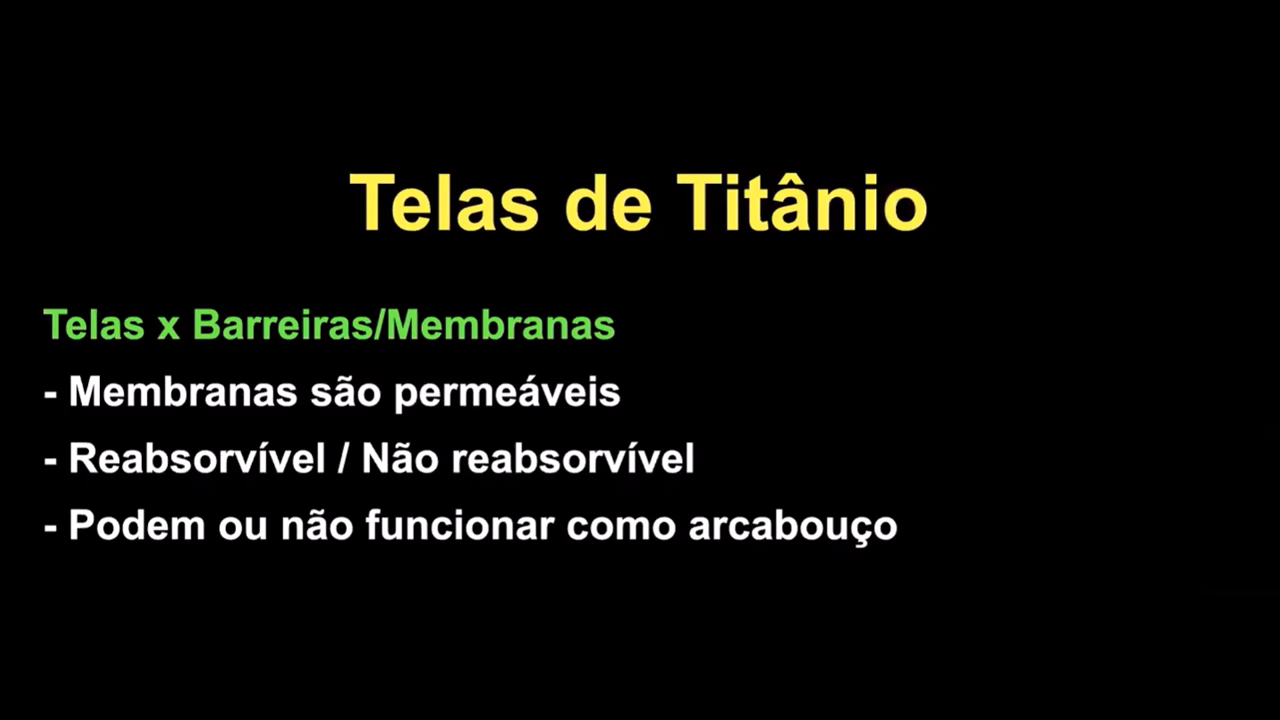 Telas de Titânio
Telas x Barreiras/Membranas
- Membranas são permeáveis
- Reabsorvível / Não reabsorvível
- Podem ou não funcionar como arcabouço